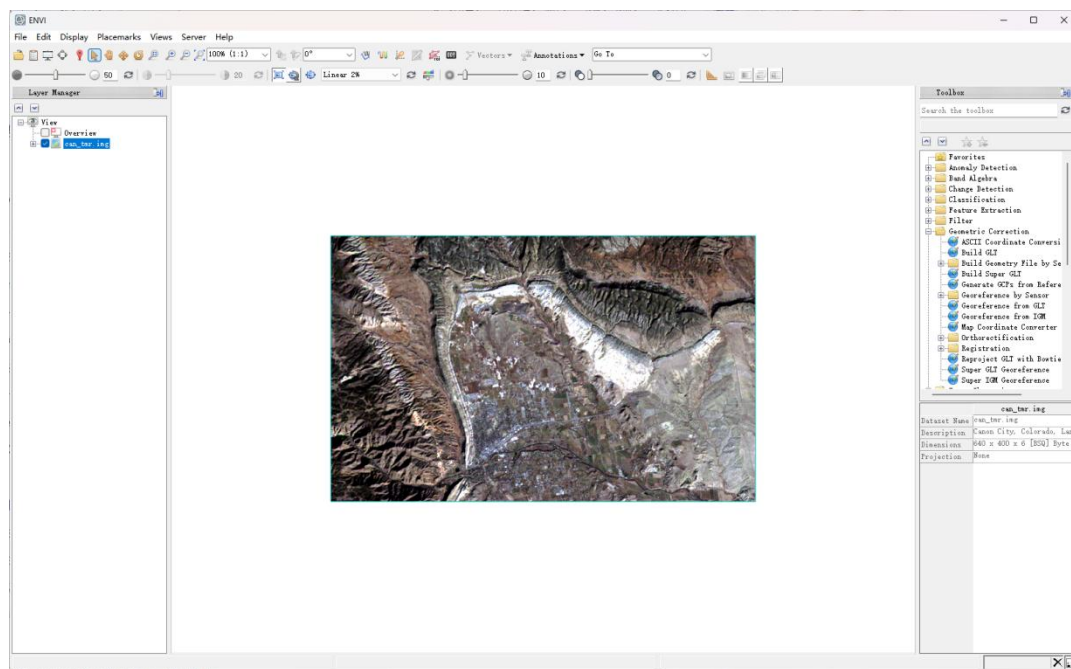 ENVI
File Edit Display Placemarks Views Server Help
100% (1:1) 0° Vectors Annotations Go To
50 20 Linear 2% 10 0
Layer Manager
View
Overview
can_tmr.img
Toolbox
Search the toolbox
Favorites
Anomaly Detection
Band Algebra
Change Detection
Classification
Feature Extraction
Filter
Geometric Correction
ASCII Coordinate Conversi
Build GLT
Build Geometry File by Se
Build Super GLT
Generate GCPs from Refere
Georeference by Sensor
Georeference from GLT
Georeference from IGM
Map Coordinate Converter
Orthorectification
Registration
Reproject GLT with Bowtie
Super GLT Georeference
Super IGM Georeference
can_tmr.img
Dataset Name can_tmr.img
Description Canon City, Colorado, Lan
Dimensions 640 x 400 x 6 [BSQ] Byte
Projection None